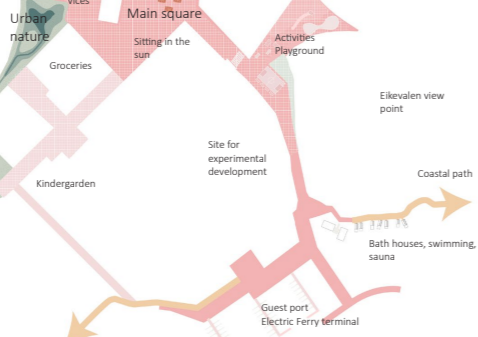 vices
Main square
Urban
nature
Sitting in the
sun
Activities
Playground
Groceries
Eikevalen view
point
Site for
experimental
development
Kindergarden
Coastal path
Bath houses, swimming,
sauna
Guest port
Electric Ferry terminal